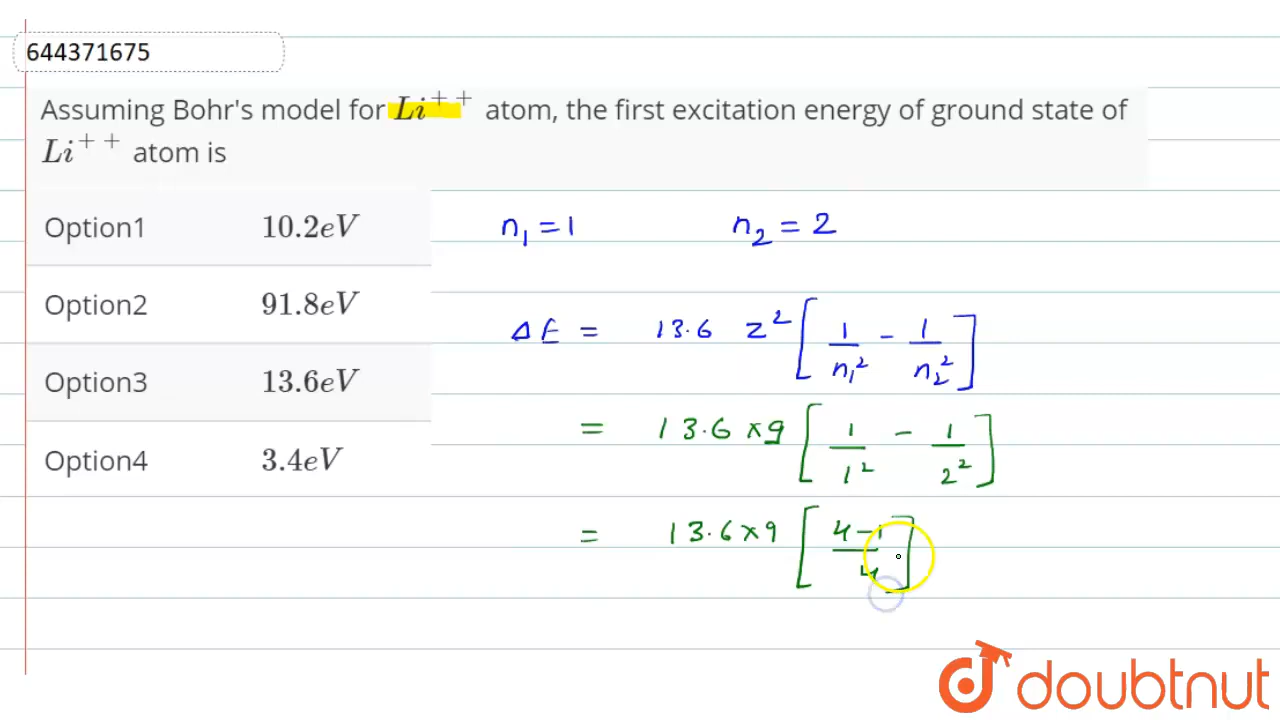 644371675
Assuming Bohr's model for Li⁺⁺ atom, the first excitation energy of ground state of
Li⁺⁺ atom is
Option1 10.2eV
n₁ = 1 n₂ = 2
Option2 91.8eV
ΔE = 13.6 z² [1/n₁² - 1/n₂²]
Option3 13.6eV
= 13.6 × 9 [1/1² - 1/2²]
Option4 3.4eV
= 13.6 × 9 [4-1/4]
doubtnut